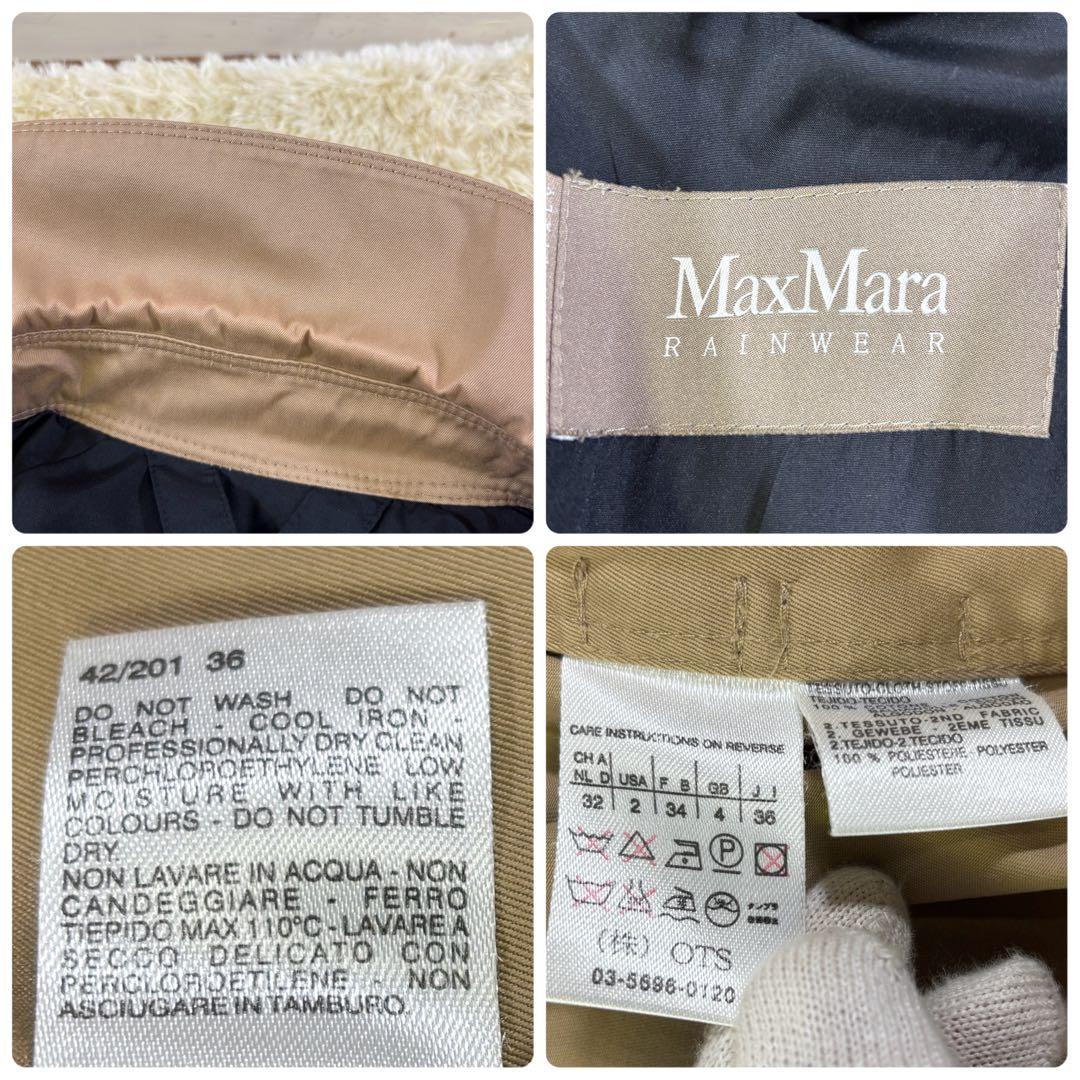 MaxMara
RAINWEAR
42/201 36
DO NOT WASH DO NOT
BLEACH - COOL IRON -
PROFESSIONALLY DRY CLEAN
PERCHLOROETHYLENE LOW
MOISTURE WITH LIKE
COLOURS - DO NOT TUMBLE
DRY.
NON LAVARE IN ACQUA - NON
CANDEGGIARE - FERRO
TIEPIDO MAX 110°C - LAVARE A
SECCO DELICATO CON
PERCLOROETILENE - NON
ASCIUGARE IN TAMBURO.
CARE INSTRUCTIONS ON REVERSE
CH A
NL D USA F B GB J I
32 2 34 4 36
P
(株) OTS
03-5696-0120
TEJIDO-TECIDO
100 %
2.TESSUTO-2ND FABRIC
2. GEWEBE 2EME TISSU
2.TEJIDO-2.TECIDO
100 % POLIESTERE - POLYESTER
POLIESTER